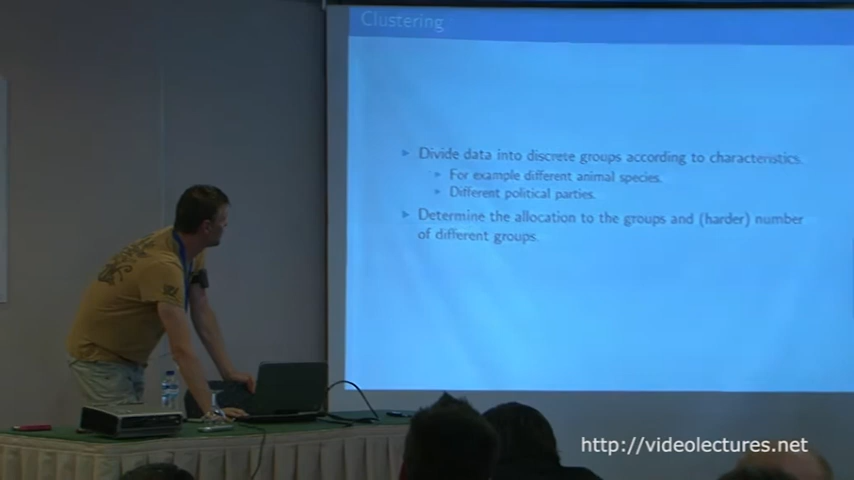 Clustering
Divide data into discrete groups according to characteristics.
For example different animal species.
Different political parties.
Determine the allocation to the groups and (harder) number
of different groups.
http://videolectures.net